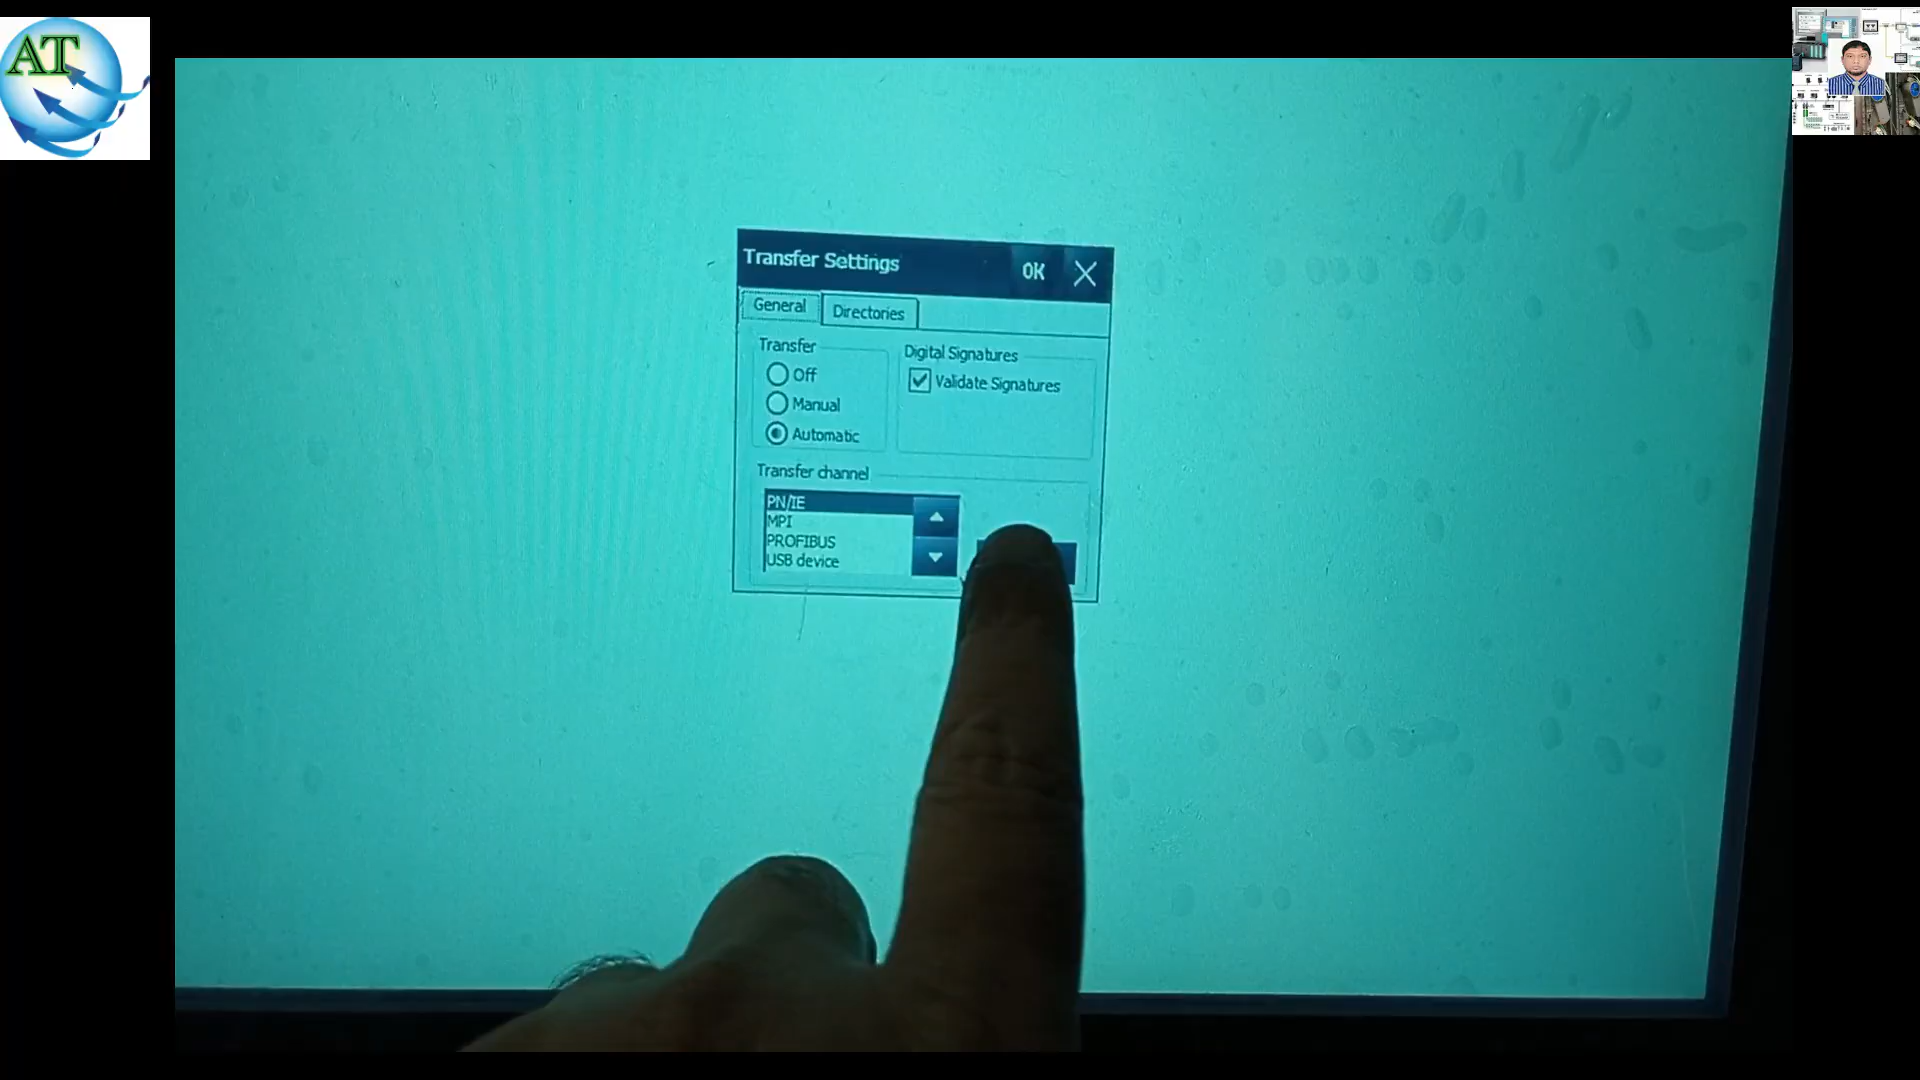 AT
Transfer Settings
OK
General
Directories
Transfer
Off
Manual
Automatic
Digital Signatures
Validate Signatures
Transfer channel
PN/IE
MPI
PROFIBUS
USB device